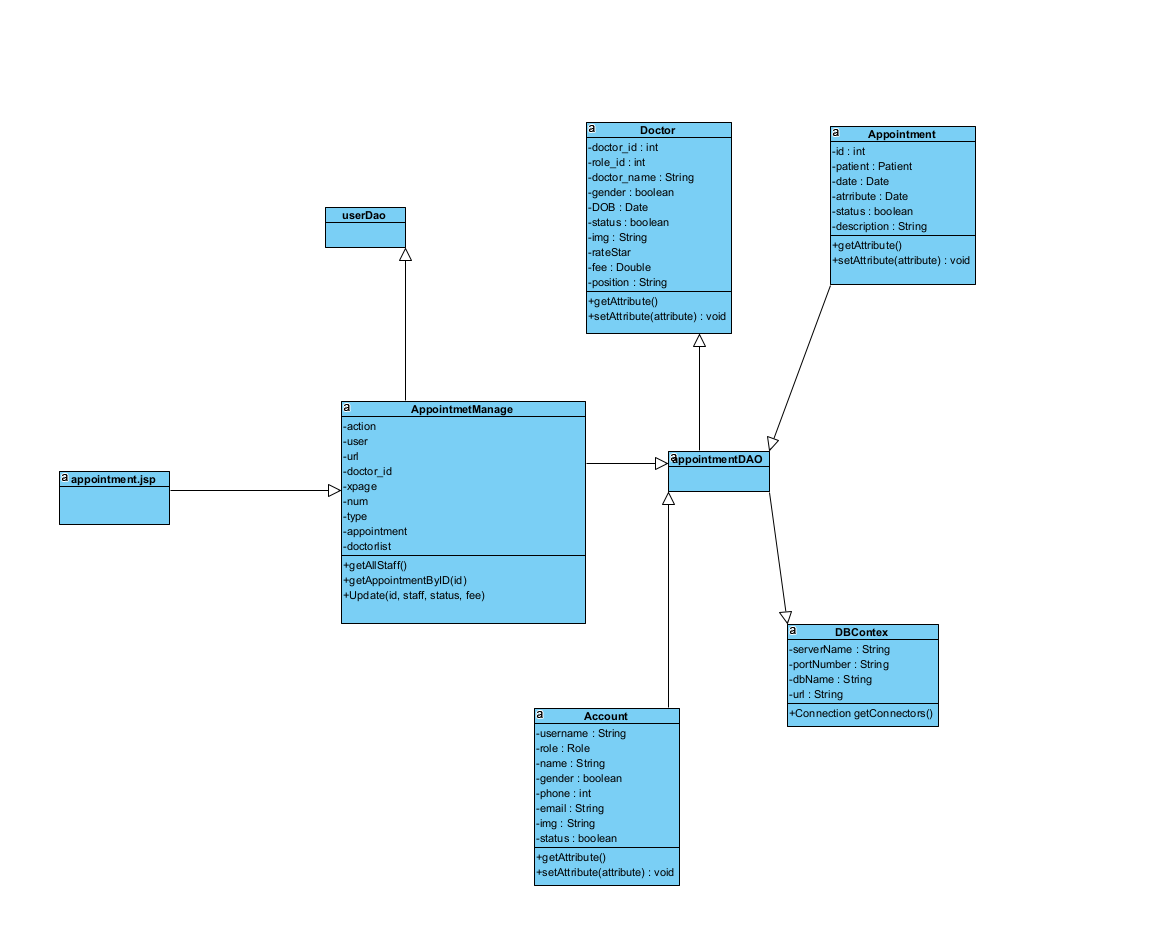 a
Doctor
-doctor_id : int
-role_id : int
-doctor_name : String
-gender : boolean
-DOB : Date
-status : boolean
-img : String
-rateStar
-fee : Double
-position : String
+getAttribute()
+setAttribute(attribute) : void
a
Appointment
-id : int
-patient : Patient
-date : Date
-atrribute : Date
-status : boolean
-description : String
+getAttribute()
+setAttribute(attribute) : void
userDao
a
AppointmetManage
-action
-user
-url
-doctor_id
-xpage
-num
-type
-appointment
-doctorlist
+getAllStaff()
+getAppointmentByID(id)
+Update(id, staff, status, fee)
a
appointment.jsp
a
appointmentDAO
a
DBContex
-serverName : String
-portNumber : String
-dbName : String
-url : String
+Connection getConnectors()
a
Account
-username : String
-role : Role
-name : String
-gender : boolean
-phone : int
-email : String
-img : String
-status : boolean
+getAttribute()
+setAttribute(attribute) : void